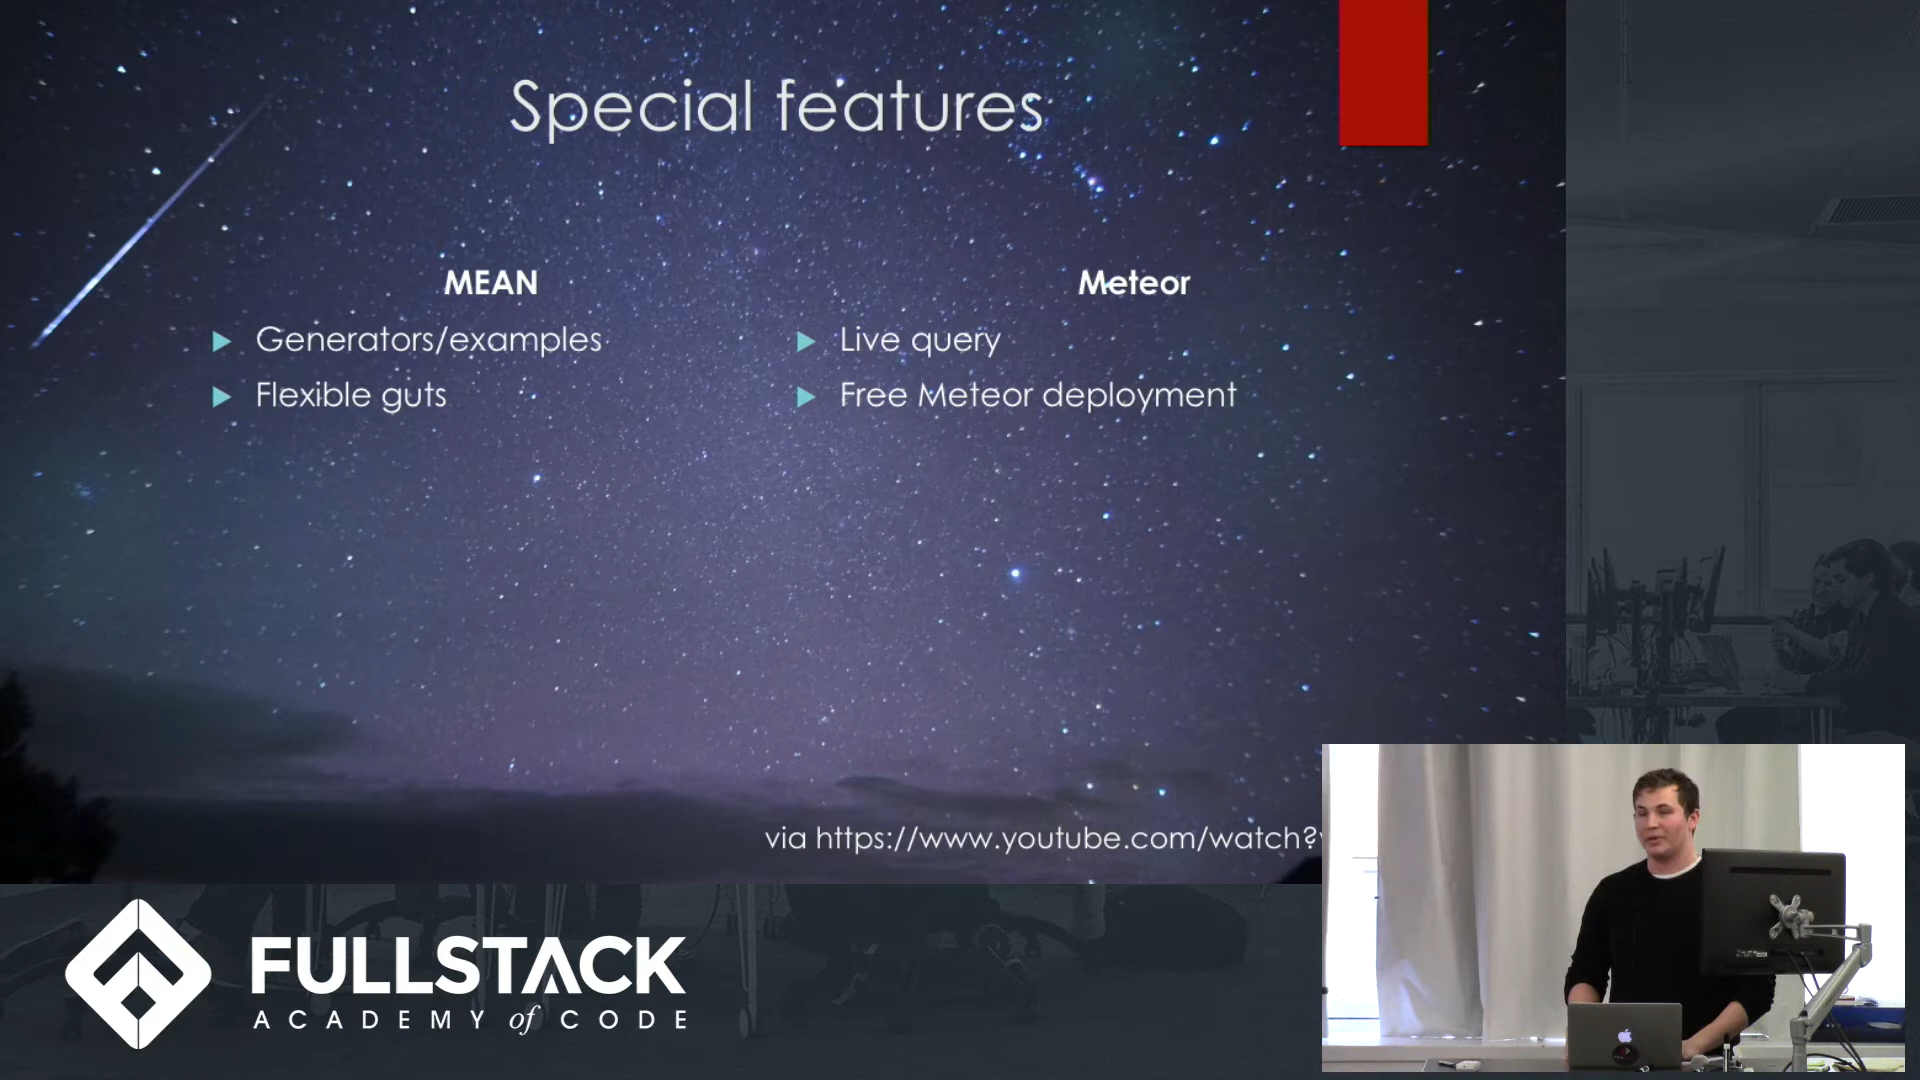 Special features
MEAN
Generators/examples
Flexible guts
Meteor
Live query
Free Meteor deployment
via https://www.youtube.com/watch?
FULLSTACK
ACADEMY of CODE